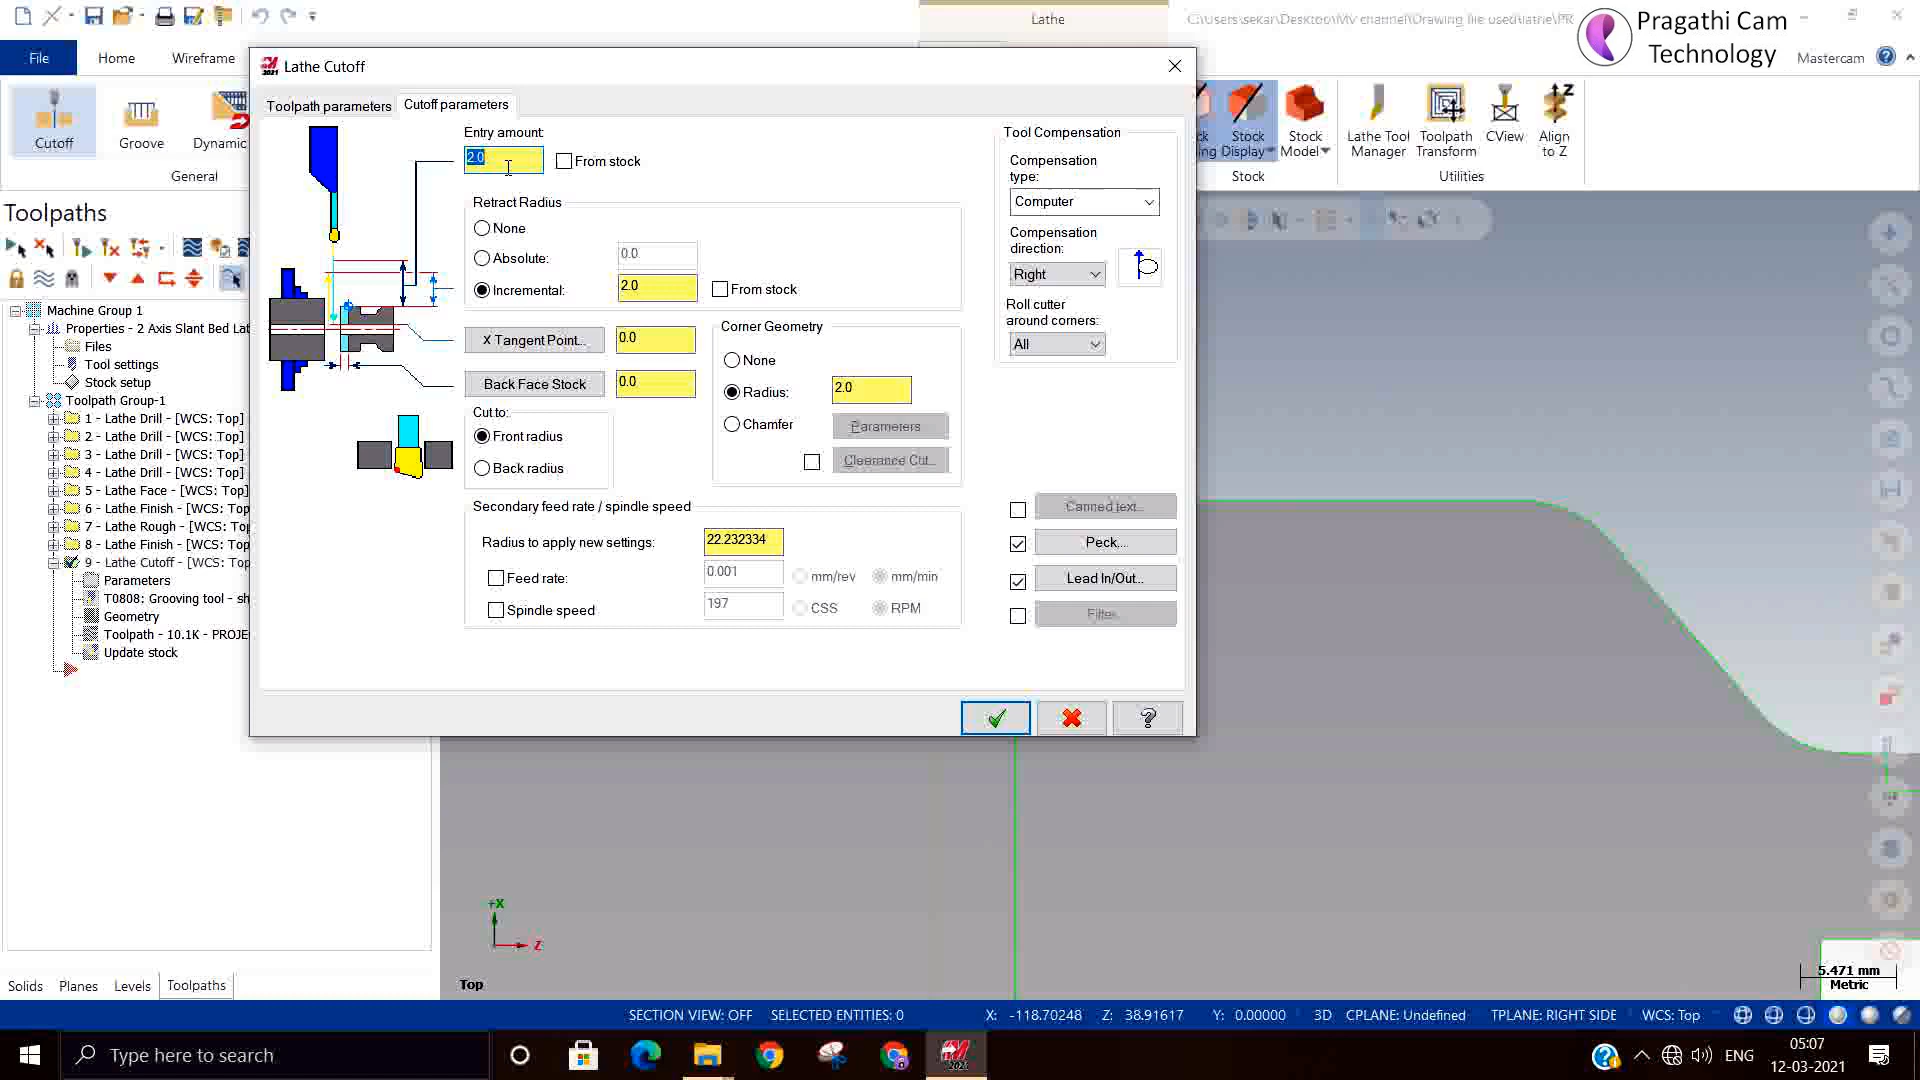 Lathe
C:\Users\sekar\Desktop\MV channel\Drawing file used\lathe\PR
Pragathi Cam
Technology
File
Home
Wireframe
Mastercam
Lathe Cutoff
Toolpath parameters
Cutoff parameters
Cutoff
Groove
Dynamic
General
Stock
Display
Stock
Model
Lathe Tool
Manager
Toolpath
Transform
CView
Align
to Z
Stock
Utilities
Entry amount:
2.0
From stock
Retract Radius
None
Absolute:
0.0
Incremental:
2.0
From stock
X Tangent Point...
0.0
Back Face Stock
0.0
Cut to:
Front radius
Back radius
Corner Geometry
None
Radius:
2.0
Chamfer
Parameters
Clearance Cut...
Secondary feed rate / spindle speed
Radius to apply new settings:
22.232334
Feed rate:
0.001
mm/rev
mm/min
Spindle speed
197
CSS
RPM
Tool Compensation
Compensation
type:
Computer
Compensation
direction:
Right
Roll cutter
around corners:
All
Canned text...
Peck...
Lead In/Out...
Filter...
Toolpaths
Machine Group 1
Properties - 2 Axis Slant Bed Lat
Files
Tool settings
Stock setup
Toolpath Group-1
1 - Lathe Drill - [WCS: Top]
2 - Lathe Drill - [WCS: Top]
3 - Lathe Drill - [WCS: Top]
4 - Lathe Drill - [WCS: Top]
5 - Lathe Face - [WCS: Top]
6 - Lathe Finish - [WCS: Top
7 - Lathe Rough - [WCS: Top
8 - Lathe Finish - [WCS: Top
9 - Lathe Cutoff - [WCS: Top
Parameters
T0808: Grooving tool - sh
Geometry
Toolpath - 10.1K - PROJE
Update stock
+X
Z
Top
5.471 mm
Metric
Solids
Planes
Levels
Toolpaths
SECTION VIEW: OFF
SELECTED ENTITIES: 0
X: -118.70248
Z: 38.91617
Y: 0.00000
3D
CPLANE: Undefined
TPLANE: RIGHT SIDE
WCS: Top
Type here to search
2021
ENG
05:07
12-03-2021